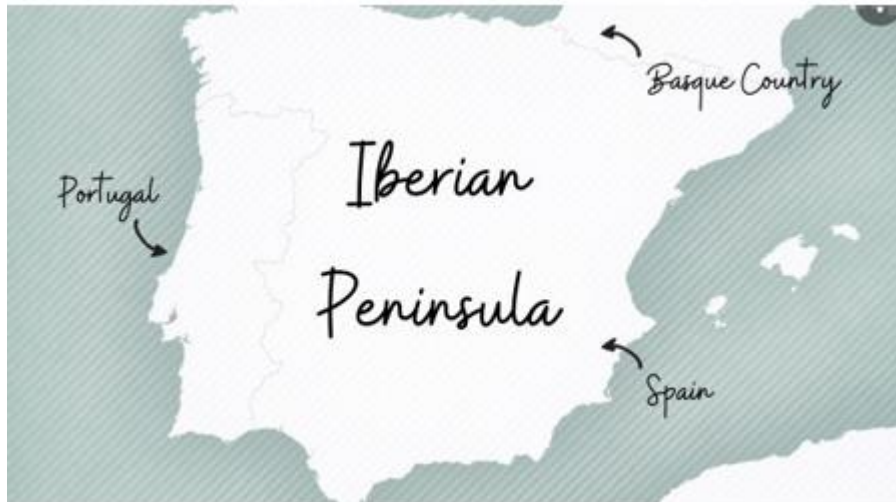 Basque Country
Iberian
Portugal
Peninsula
Spain